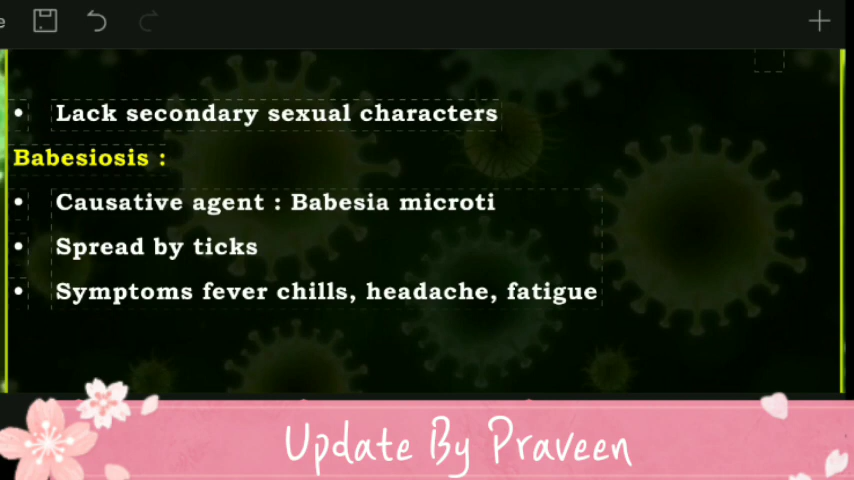 e
• Lack secondary sexual characters
Babesiosis :
• Causative agent : Babesia microti
• Spread by ticks
• Symptoms fever chills, headache, fatigue
Update By Praveen